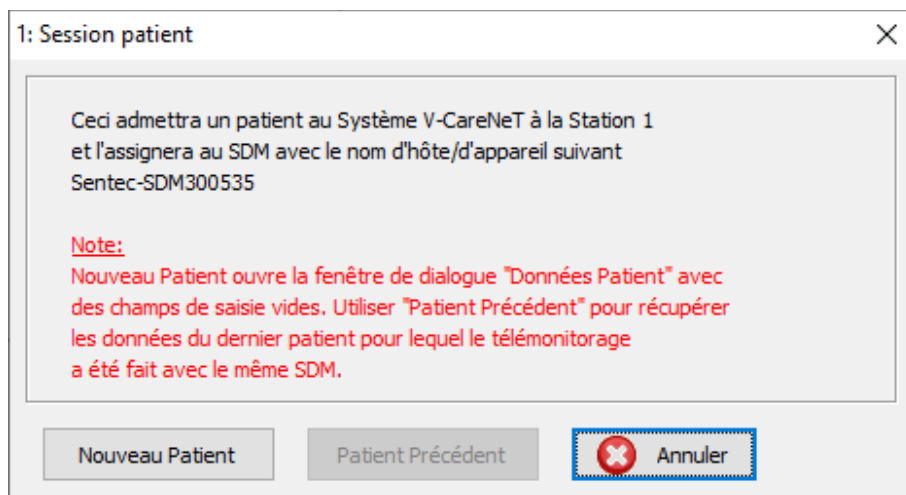 1: Session patient
Ceci admettra un patient au Système V-CareNeT à la Station 1
et l'assignera au SDM avec le nom d'hôte/d'appareil suivant
Sentec-SDM300535
Note:
Nouveau Patient ouvre la fenêtre de dialogue "Données Patient" avec
des champs de saisie vides. Utiliser "Patient Précédent" pour récupérer
les données du dernier patient pour lequel le télémonitorage
a été fait avec le même SDM.
Nouveau Patient
Patient Précédent
Annuler